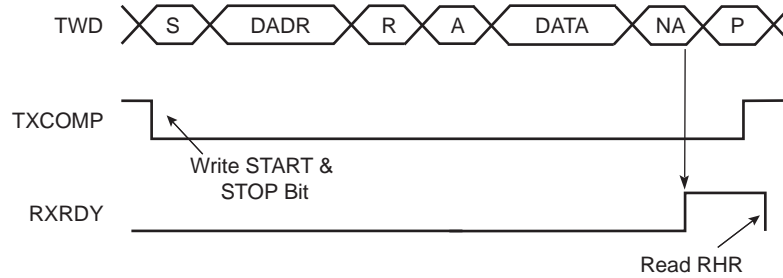 TWD S DADR R A DATA NA P
TXCOMP
Write START &
STOP Bit
RXRDY
Read RHR